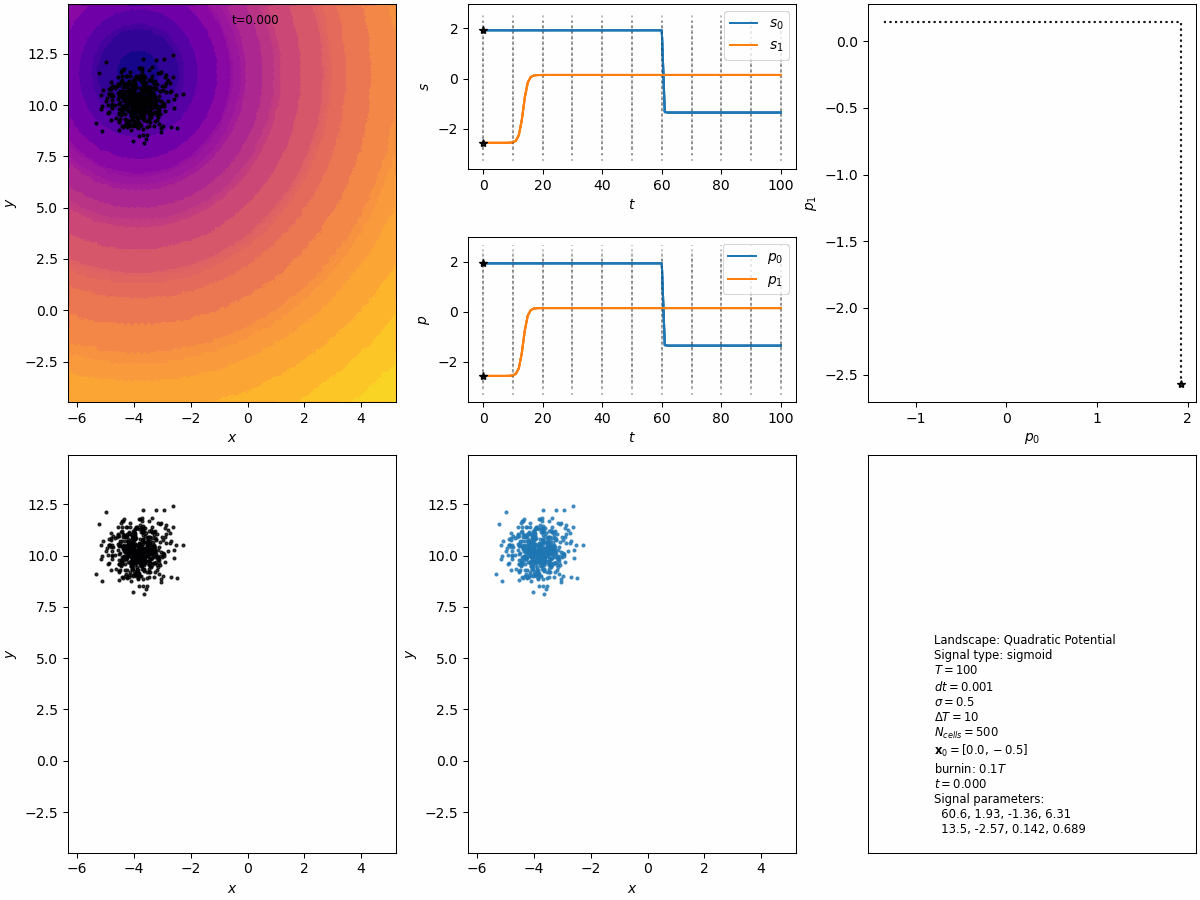 t=0.000
12.5
10.0
7.5
5.0
2.5
0.0
−2.5
y
−6 −4 −2 0 2 4
x
2
0
−2
s
s₀
s₁
0 20 40 60 80 100
t
2
0
−2
p
p₀
p₁
0 20 40 60 80 100
t
0.0
−0.5
−1.0
−1.5
−2.0
−2.5
p₁
−1 0 1 2
p₀
12.5
10.0
7.5
5.0
2.5
0.0
−2.5
y
−6 −4 −2 0 2 4
x
12.5
10.0
7.5
5.0
2.5
0.0
−2.5
y
−6 −4 −2 0 2 4
x
Landscape: Quadratic Potential
Signal type: sigmoid
T = 100
dt = 0.001
σ = 0.5
ΔT = 10
N_cells = 500
x₀ = [0.0, −0.5]
burnin: 0.1T
t = 0.000
Signal parameters:
60.6, 1.93, -1.36, 6.31
13.5, -2.57, 0.142, 0.689